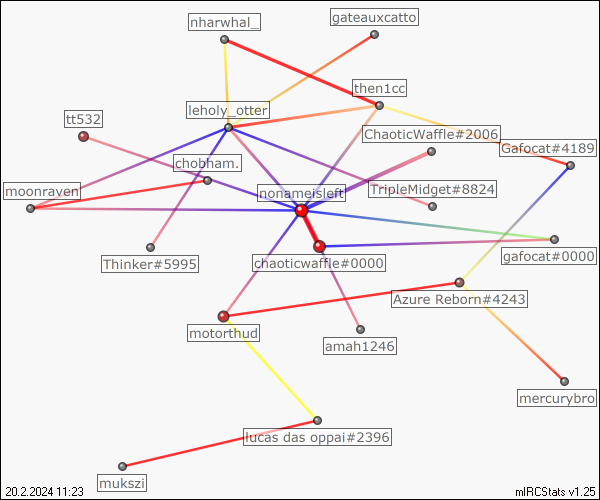 nharwhal_
gateauxcatto
then1cc
leholy_otter
tt532
ChaoticWaffle#2006
Gafocat#4189
chobham.
moonraven
nonameisleft
TripleMidget#8824
Thinker#5995
chaoticwaffle#0000
gafocat#0000
Azure Reborn#4243
motorthud
amah1246
mercurybro
lucas das oppai#2396
mukszi
20.2.2024 11:23
mIRCStats v1.25